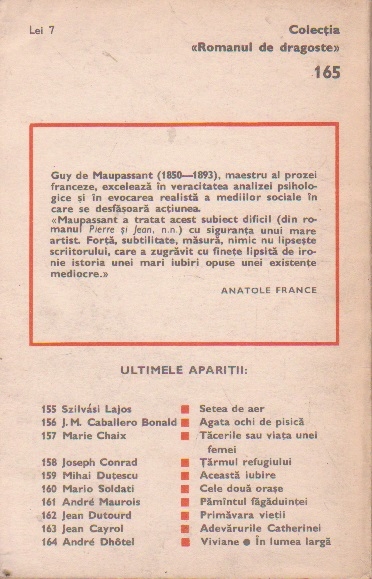 Lei 7
Colecția
«Romanul de dragoste»
165
Guy de Maupassant (1850—1893), maestru al prozei
franceze, excelează în veracitatea analizei psiholo-
gice și în evocarea realistă a mediilor sociale în
care se desfășoară acțiunea.
«Maupassant a tratat acest subiect dificil (din ro-
manul Pierre și Jean, n.n.) cu siguranța unui mare
artist. Forță, subtilitate, măsură, nimic nu lipsește
scriitorului, care a zugrăvit cu finețe lipsită de iro-
nie istoria unei mari iubiri opuse unei existențe
mediocre.»
ANATOLE FRANCE
ULTIMELE APARIȚII:
155 Szilvási Lajos ■ Setea de aer
156 J. M. Caballero Bonald ■ Agata ochi de pisică
157 Marie Chaix ■ Tăcerile sau viața unei
femei
158 Joseph Conrad ■ Țărmul refugiului
159 Mihai Duțescu ■ Această iubire
160 Mario Soldati ■ Cele două orașe
161 André Maurois ■ Pămîntul făgăduinței
162 Jean Dutourd ■ Primăvara vieții
163 Jean Cayrol ■ Adevărurile Catherinei
164 André Dhôtel ■ Viviane ● În lumea largă